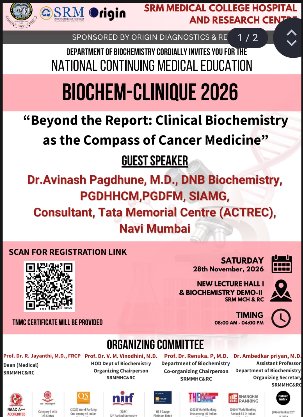 SRM
Origin
SRM MEDICAL COLLEGE HOSPITAL
AND RESEARCH CENTRE
SPONSORED BY ORIGIN DIAGNOSTICS & RE
1 / 2
DEPARTMENT OF BIOCHEMISTRY CORDIALLY INVITES YOU FOR THE
NATIONAL CONTINUING MEDICAL EDUCATION
BIOCHEM-CLINIQUE 2026
“Beyond the Report: Clinical Biochemistry
as the Compass of Cancer Medicine”
GUEST SPEAKER
Dr.Avinash Pagdhune, M.D., DNB Biochemistry,
PGDHHCM,PGDFM, SIAMG,
Consultant, Tata Memorial Centre (ACTREC),
Navi Mumbai
SCAN FOR REGISTRATION LINK
TNMC CERTIFICATE WILL BE PROVIDED
SATURDAY
28th November, 2026
NEW LECTURE HALL I
& BIOCHEMISTRY DEMO-II
SRM MCH & RC
TIMING
08:00 AM - 04:00 PM
ORGANIZING COMMITTEE
Prof. Dr. R. Jayanthi, M.D., FRCP
Dean (Medical)
SRMMCH&RC
Prof. Dr. V. M. Vinodhini, M.D.
HOD, Dept of Biochemistry
Organizing Chairperson
SRMMCH&RC
Prof. Dr. Renuka. P, M.D.
Department of Biochemistry
Co-organizing Chairperson
SRMMCH&RC
Dr. Ambedkar priyan, M.D.
Assistant Professor
Department of Biochemistry
Organizing Secretary
SRMMCH&RC
nirf
SHANGHAI
RANKING